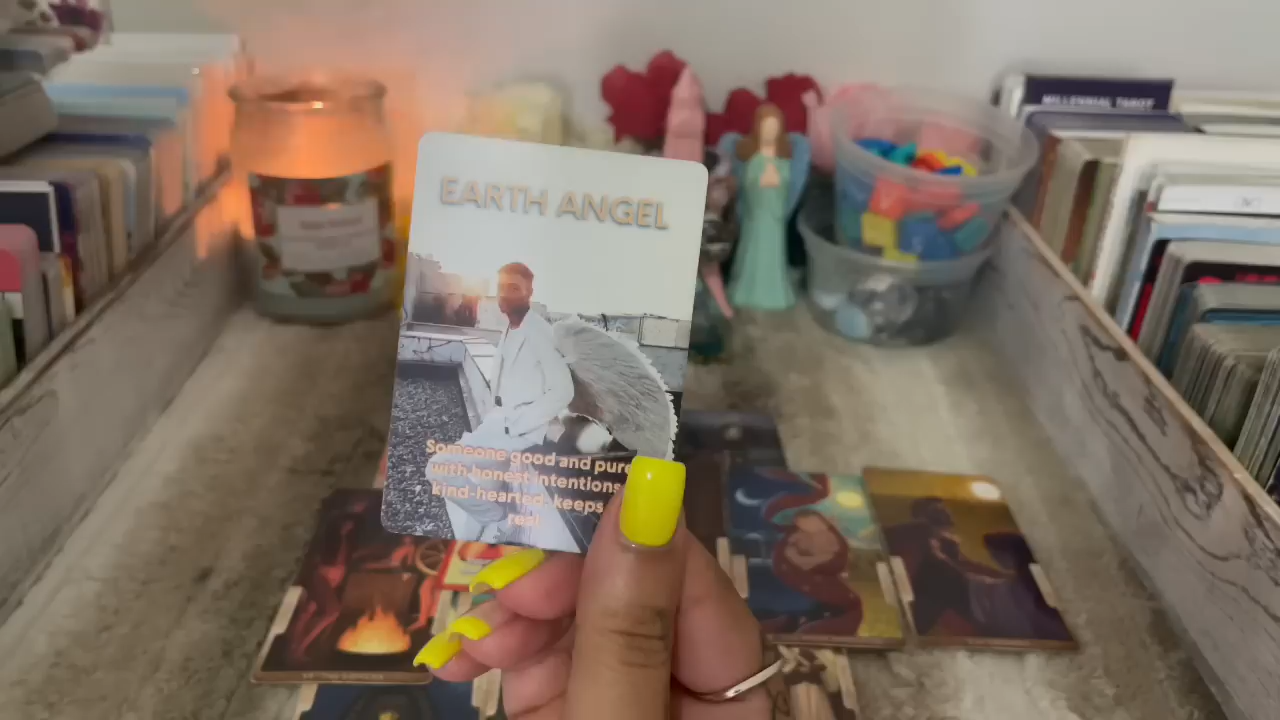 MILLENNIAL TAROT
EARTH ANGEL
Someone good and pure
with honest intentions
kind-hearted, keeps
real